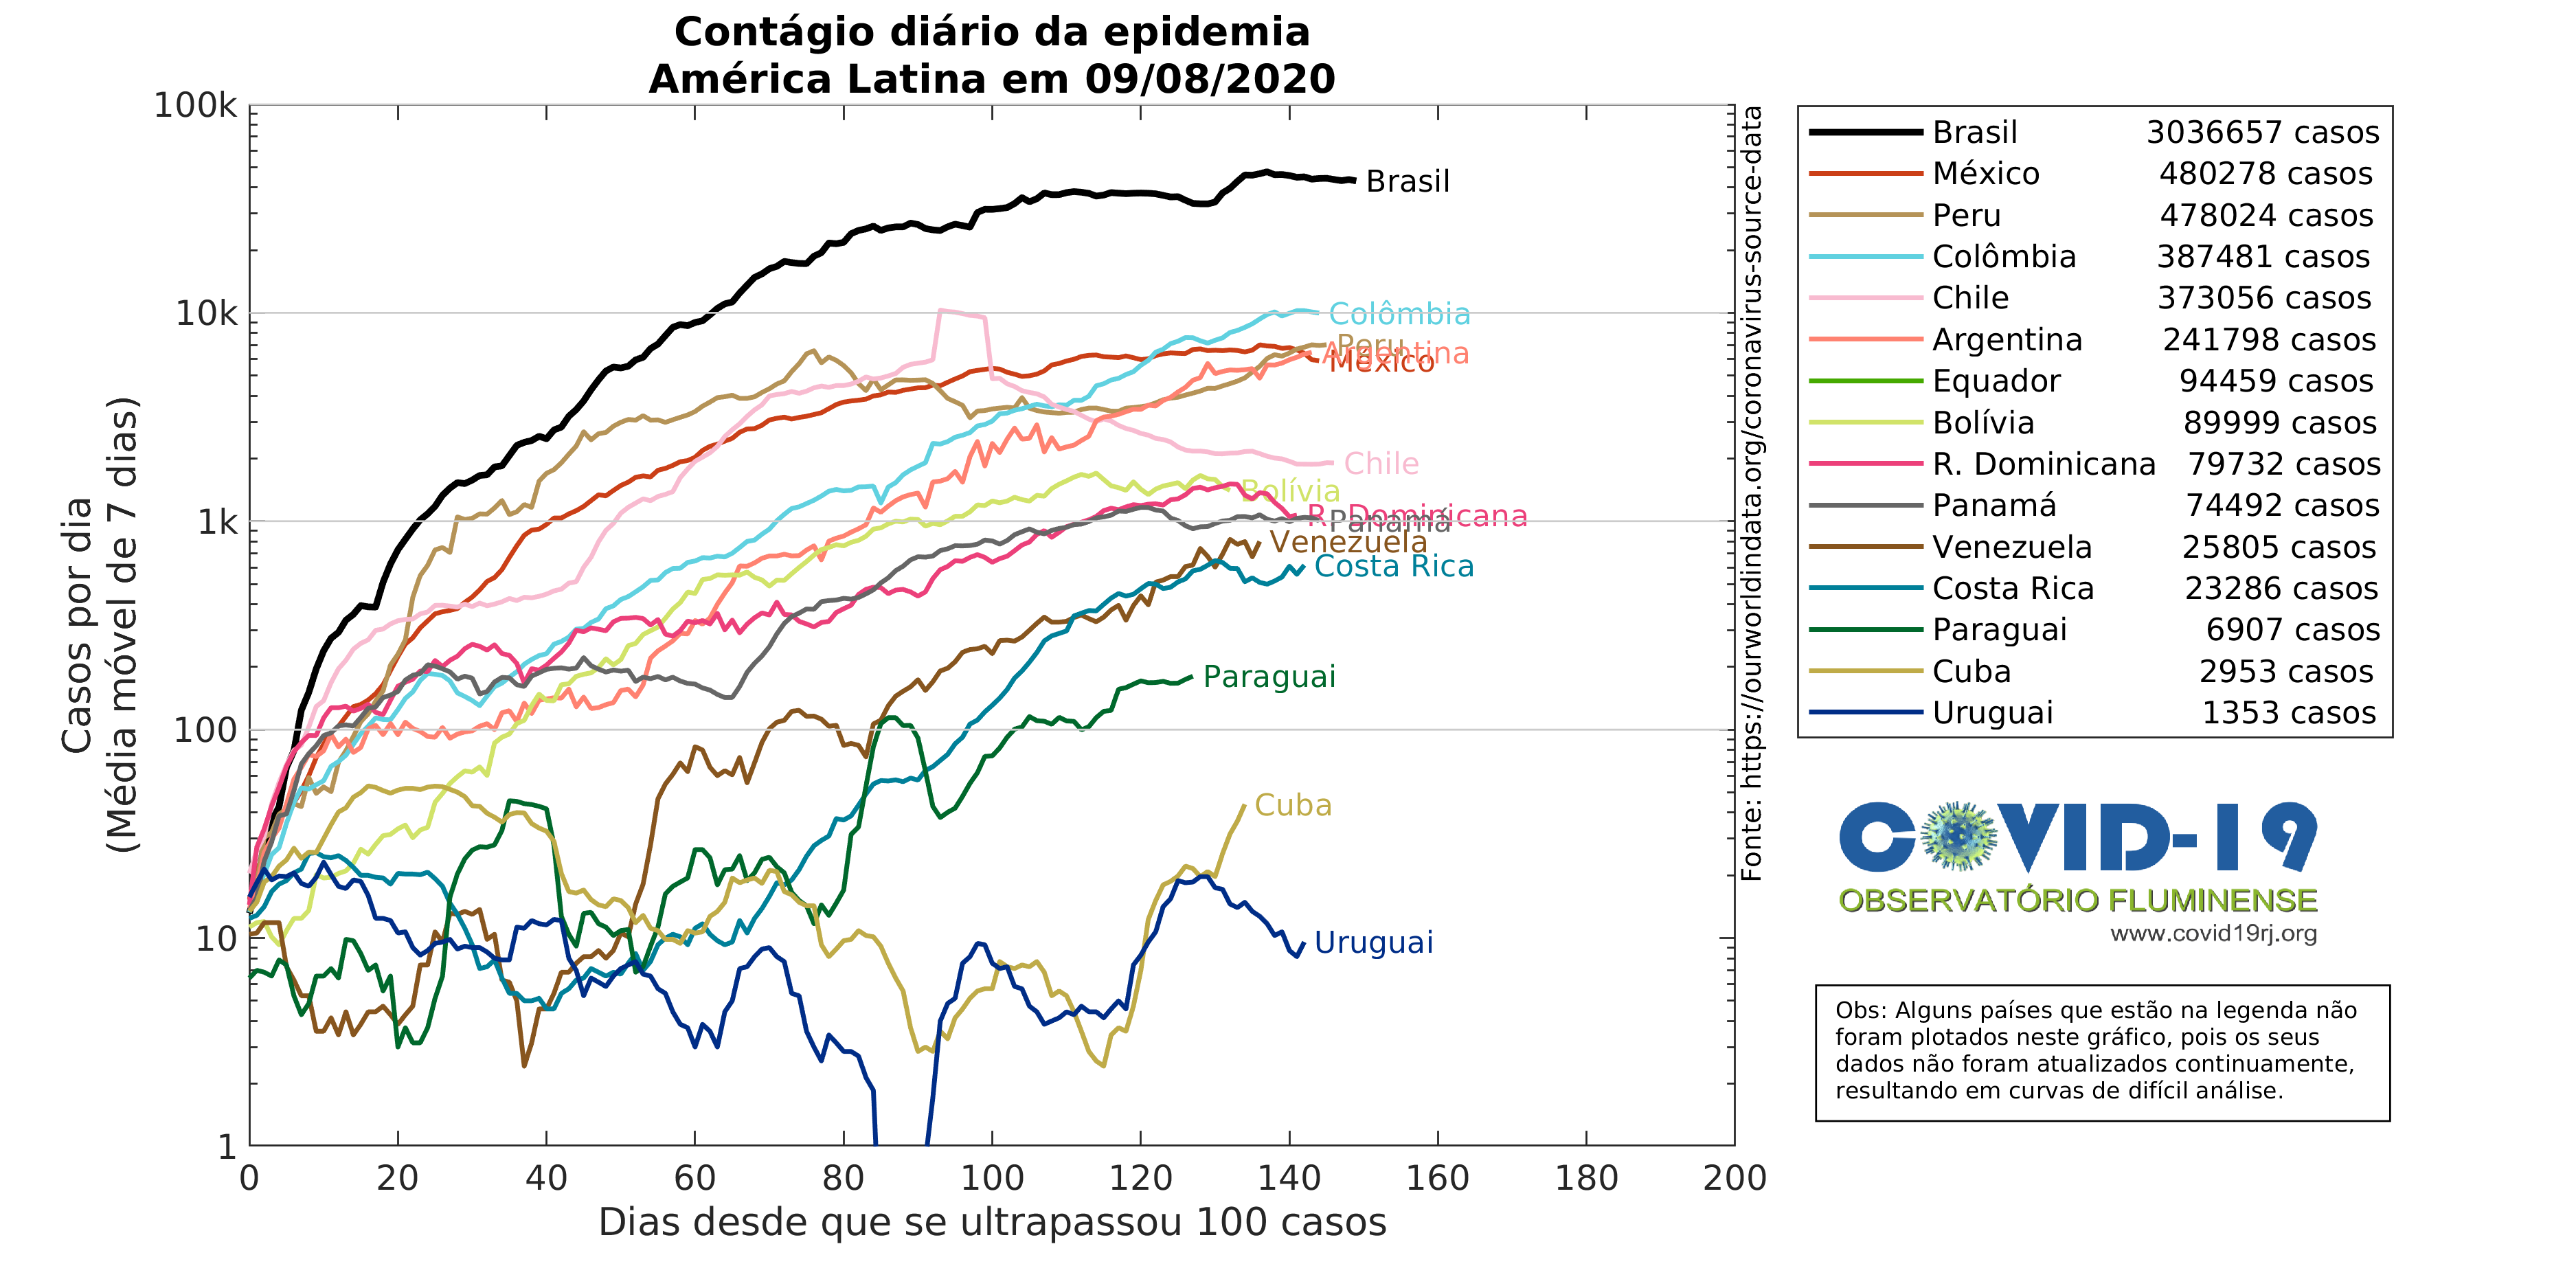 Contágio diário da epidemia
América Latina em 09/08/2020
Casos por dia
(Média móvel de 7 dias)
100k
10k
1k
100
10
1
0 20 40 60 80 100 120 140 160 180 200
Dias desde que se ultrapassou 100 casos
Brasil
Colômbia
Peru
Argentina
México
Chile
Bolívia
R. Dominicana
Panamá
Venezuela
Costa Rica
Paraguai
Cuba
Uruguai
Fonte: https://ourworldindata.org/coronavirus-source-data
Brasil 3036657 casos
México 480278 casos
Peru 478024 casos
Colômbia 387481 casos
Chile 373056 casos
Argentina 241798 casos
Equador 94459 casos
Bolívia 89999 casos
R. Dominicana 79732 casos
Panamá 74492 casos
Venezuela 25805 casos
Costa Rica 23286 casos
Paraguai 6907 casos
Cuba 2953 casos
Uruguai 1353 casos
COVID-19
OBSERVATÓRIO FLUMINENSE
www.covid19rj.org
Obs: Alguns países que estão na legenda não
foram plotados neste gráfico, pois os seus
dados não foram atualizados continuamente,
resultando em curvas de difícil análise.